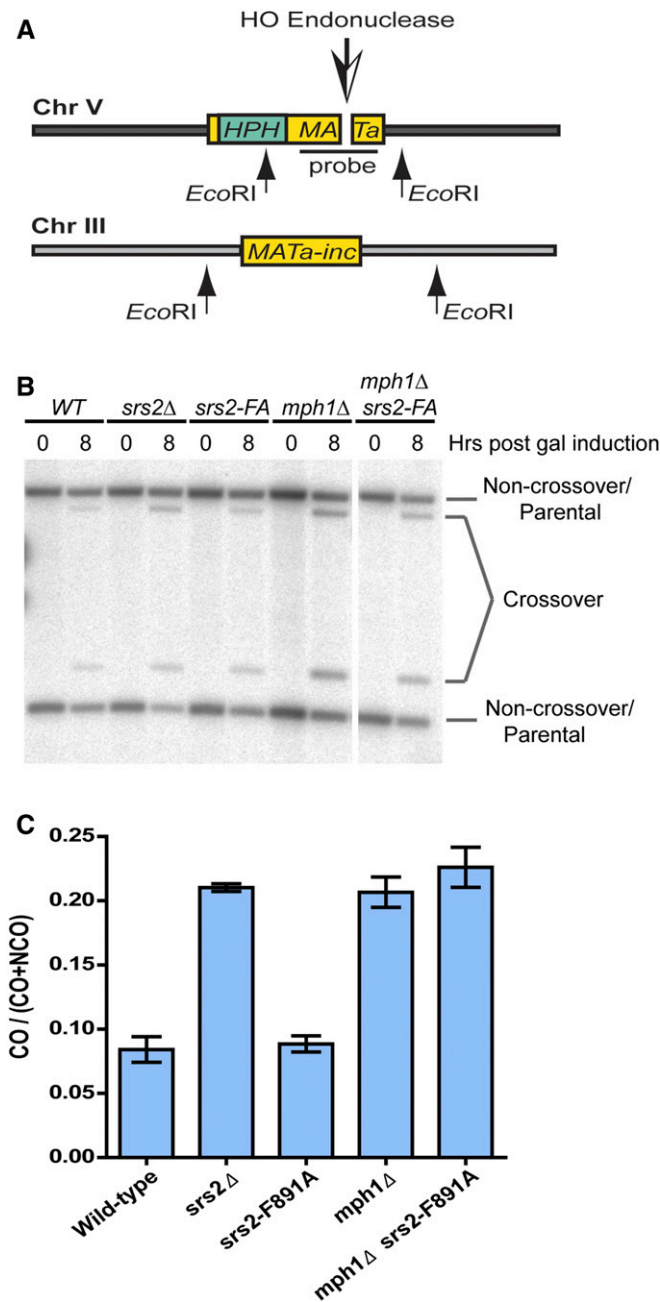 A
HO Endonuclease
Chr V
HPH MA Ta
probe
EcoRI EcoRI
Chr III
MATa-inc
EcoRI EcoRI
B
WT srs2Δ srs2-FA mph1Δ mph1Δ srs2-FA
0 8 0 8 0 8 0 8 0 8 Hrs post gal induction
Non-crossover/
Parental
Crossover
Non-crossover/
Parental
C
0.25
0.20
0.15
0.10
0.05
0.00
CO / (CO+NCO)
Wild-type
srs2Δ
srs2-F891A
mph1Δ
mph1Δ srs2-F891A